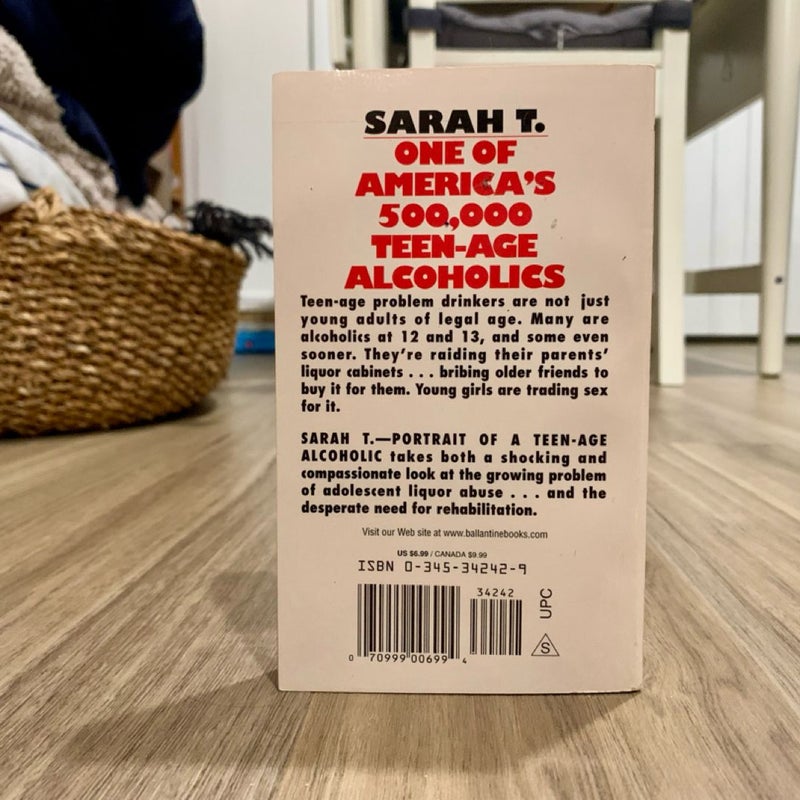 SARAH T.
ONE OF
AMERICA'S
500,000
TEEN-AGE
ALCOHOLICS
Teen-age problem drinkers are not just
young adults of legal age. Many are
alcoholics at 12 and 13, and some even
sooner. They're raiding their parents'
liquor cabinets . . . bribing older friends to
buy it for them. Young girls are trading sex
for it.
SARAH T.—PORTRAIT OF A TEEN-AGE
ALCOHOLIC takes both a shocking and
compassionate look at the growing problem
of adolescent liquor abuse . . . and the
desperate need for rehabilitation.
Visit our Web site at www.ballantinebooks.com
US $6.99 / CANADA $9.99
ISBN 0-345-34242-9
34242
UPC
S
0 70999 00699 4